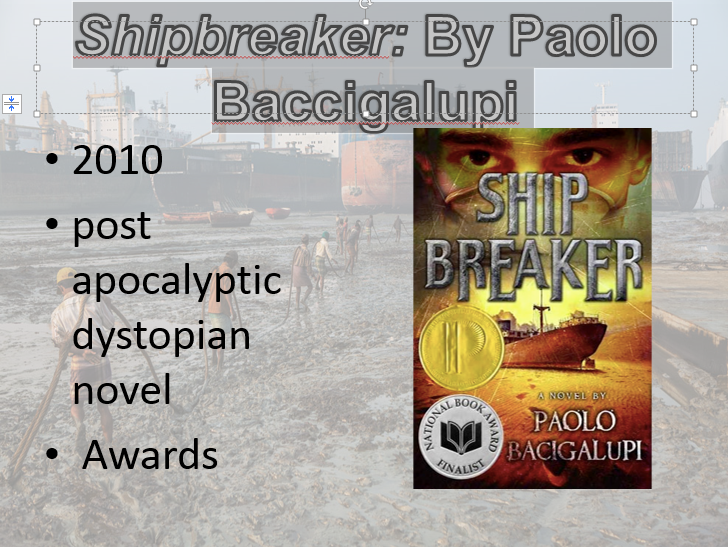 Shipbreaker: By Paolo
Baccigalupi
• 2010
• post
apocalyptic
dystopian
novel
• Awards
SHIP
BREAKER
A NOVEL BY
PAOLO
BACIGALUPI
NATIONAL BOOK AWARD
FINALIST